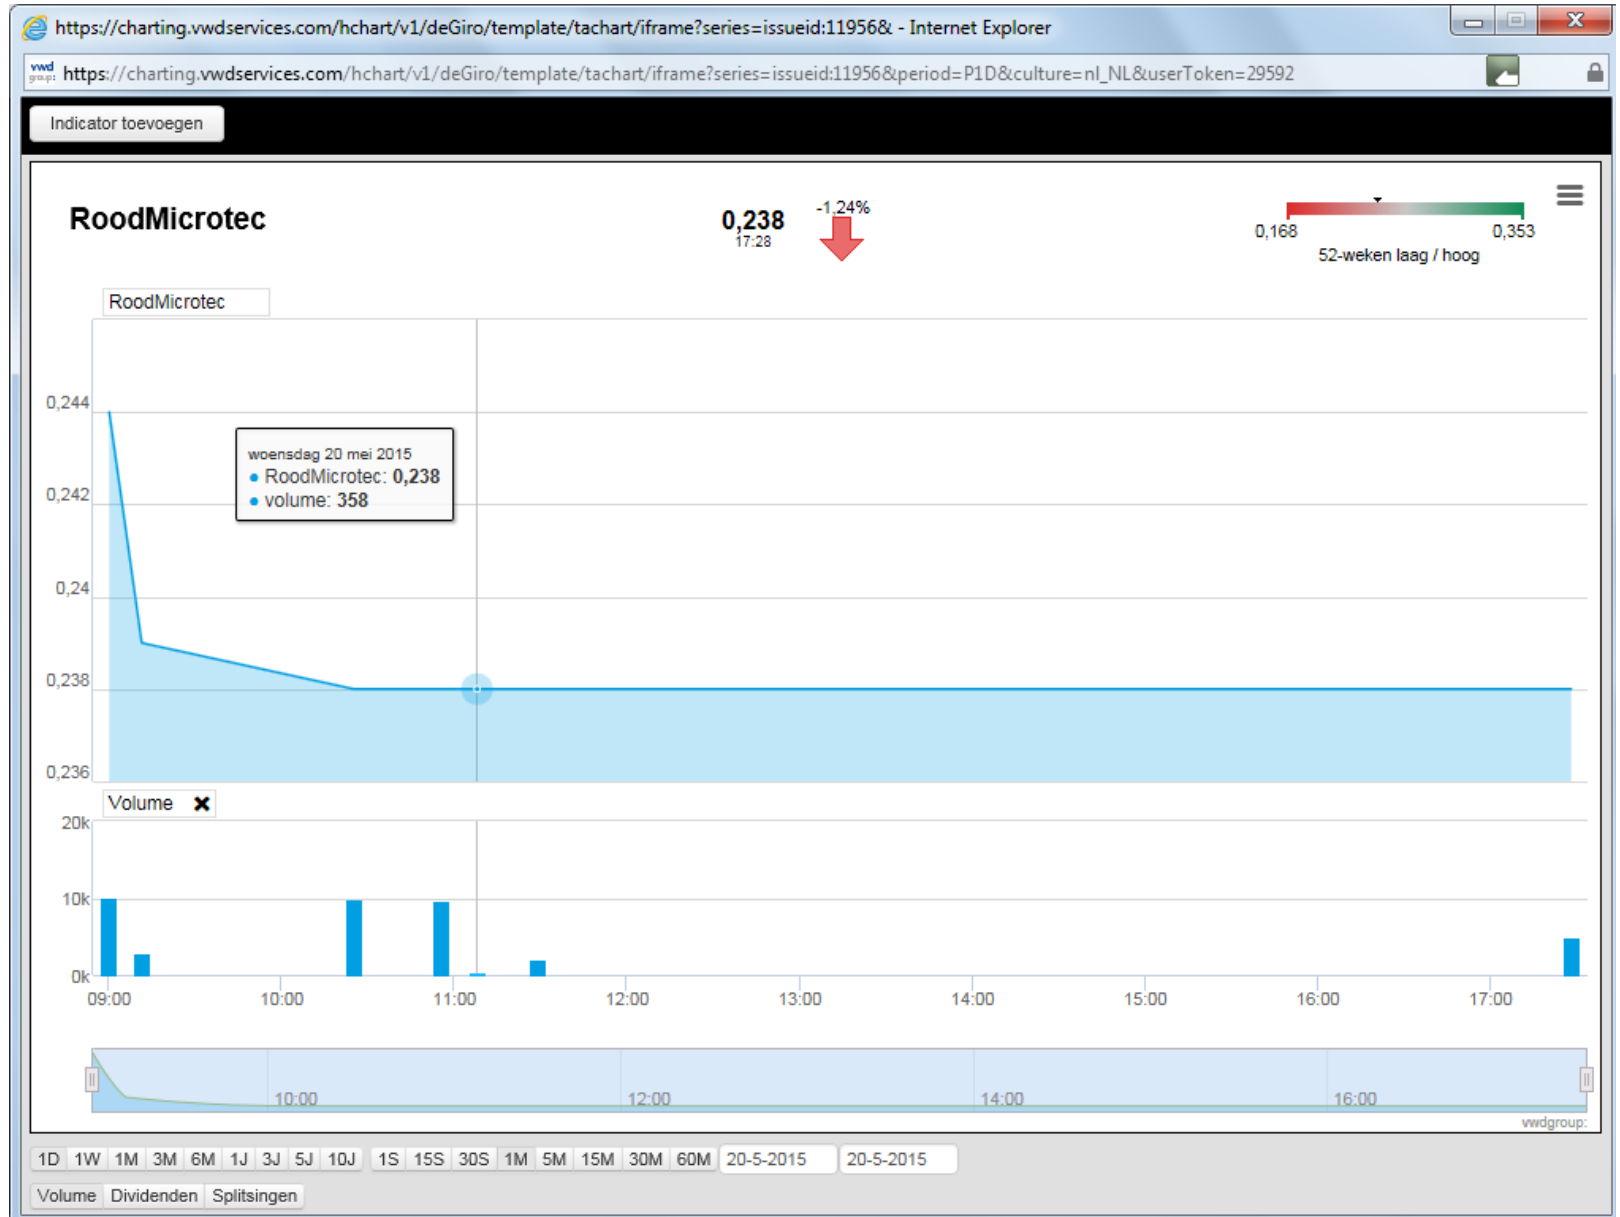 https://charting.vwdservices.com/hchart/v1/deGiro/template/tachart/iframe?series=issueid:11956& - Internet Explorer
vwd group: https://charting.vwdservices.com/hchart/v1/deGiro/template/tachart/iframe?series=issueid:11956&period=P1D&culture=nl_NL&userToken=29592
Indicator toevoegen
RoodMicrotec
0,238
17:28
-1,24%
0,168 0,353
52-weken laag / hoog
RoodMicrotec
0,244
woensdag 20 mei 2015
• RoodMicrotec: 0,238
• volume: 358
0,242
0,24
0,238
0,236
Volume
20k
10k
0k
09:00 10:00 11:00 12:00 13:00 14:00 15:00 16:00 17:00
10:00 12:00 14:00 16:00
vwdgroup:
1D 1W 1M 3M 6M 1J 3J 5J 10J 1S 15S 30S 1M 5M 15M 30M 60M 20-5-2015 20-5-2015
Volume Dividenden Splitsingen